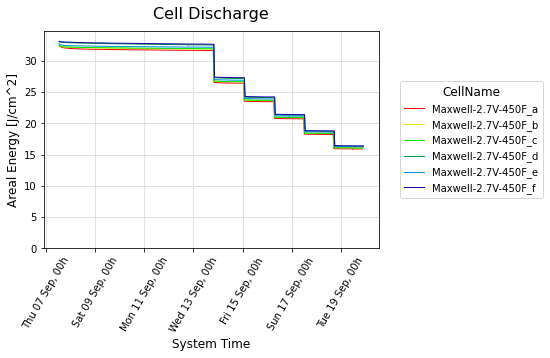 Cell Discharge
Areal Energy [J/cm^2]
30
25
20
15
10
5
0
Thu 07 Sep, 00h
Sat 09 Sep, 00h
Mon 11 Sep, 00h
Wed 13 Sep, 00h
Fri 15 Sep, 00h
Sun 17 Sep, 00h
Tue 19 Sep, 00h
System Time
CellName
Maxwell-2.7V-450F_a
Maxwell-2.7V-450F_b
Maxwell-2.7V-450F_c
Maxwell-2.7V-450F_d
Maxwell-2.7V-450F_e
Maxwell-2.7V-450F_f